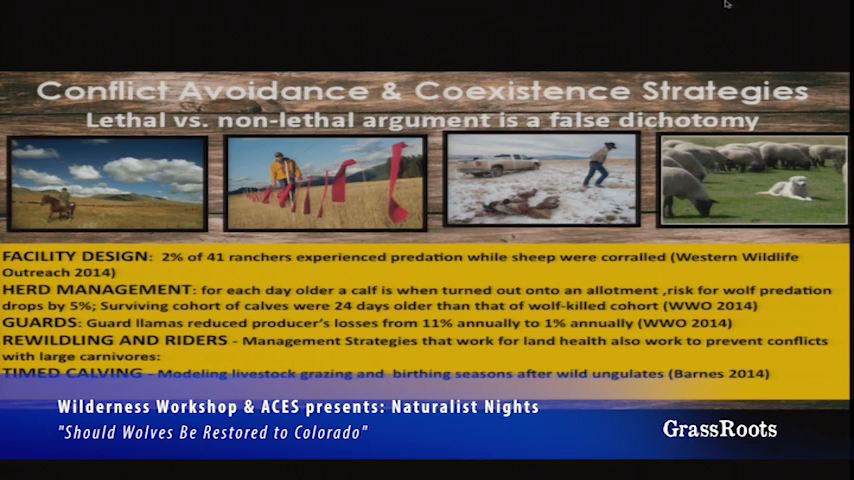 Conflict Avoidance & Coexistence Strategies
Lethal vs. non-lethal argument is a false dichotomy
FACILITY DESIGN: 2% of 41 ranchers experienced predation while sheep were corralled (Western Wildlife
Outreach 2014)
HERD MANAGEMENT: for each day older a calf is when turned out onto an allotment ,risk for wolf predation
drops by 5%; Surviving cohort of calves were 24 days older than that of wolf-killed cohort (WWO 2014)
GUARDS: Guard llamas reduced producer's losses from 11% annually to 1% annually (WWO 2014)
REWILDLING AND RIDERS - Management Strategies that work for land health also work to prevent conflicts
with large carnivores:
TIMED CALVING - Modeling livestock grazing and birthing seasons after wild ungulates (Barnes 2014)
Wilderness Workshop & ACES presents: Naturalist Nights
"Should Wolves Be Restored to Colorado"
GrassRoots